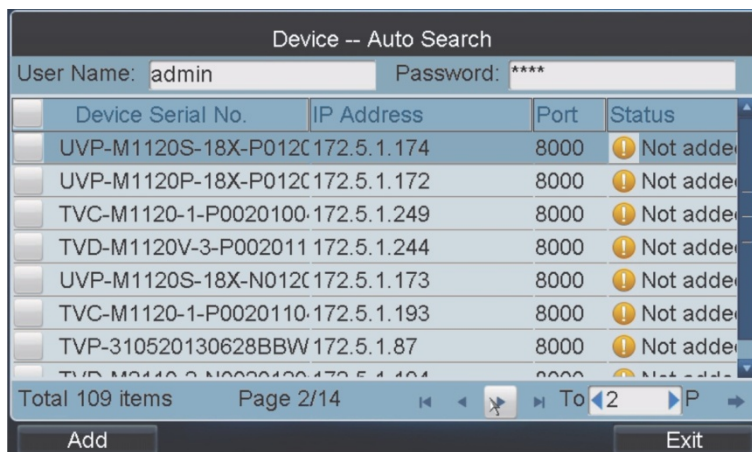 Device -- Auto Search
User Name: admin Password: ****
Device Serial No. IP Address Port Status
UVP-M1120S-18X-P012 172.5.1.174 8000 Not adde
UVP-M1120P-18X-P012 172.5.1.172 8000 Not adde
TVC-M1120-1-P0020100 172.5.1.249 8000 Not adde
TVD-M1120V-3-P002011 172.5.1.244 8000 Not adde
UVP-M1120S-18X-N012 172.5.1.173 8000 Not adde
TVC-M1120-1-P0020110 172.5.1.193 8000 Not adde
TVP-310520130628BBW 172.5.1.87 8000 Not adde
Total 109 items Page 2/14 To 2 P
Add Exit